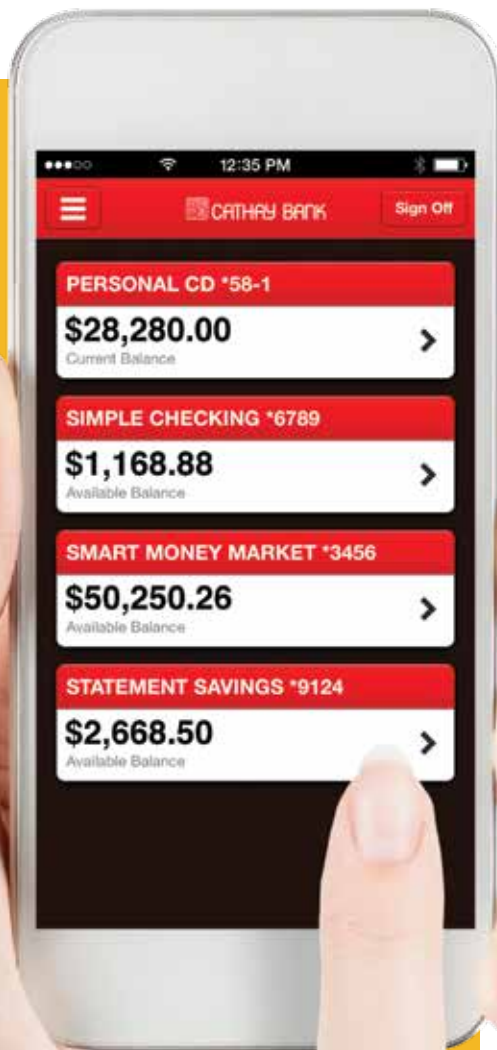 12:35 PM
CATHAY BANK
Sign Off
PERSONAL CD *58-1
$28,280.00
Current Balance
SIMPLE CHECKING *6789
$1,168.88
Available Balance
SMART MONEY MARKET *3456
$50,250.26
Available Balance
STATEMENT SAVINGS *9124
$2,668.50
Available Balance